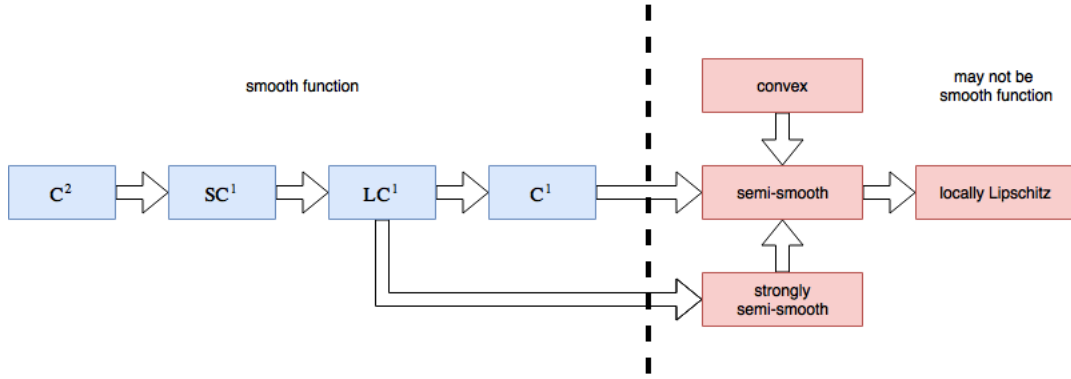 smooth function
convex
may not be
smooth function
C²
SC¹
LC¹
C¹
semi-smooth
locally Lipschitz
strongly
semi-smooth